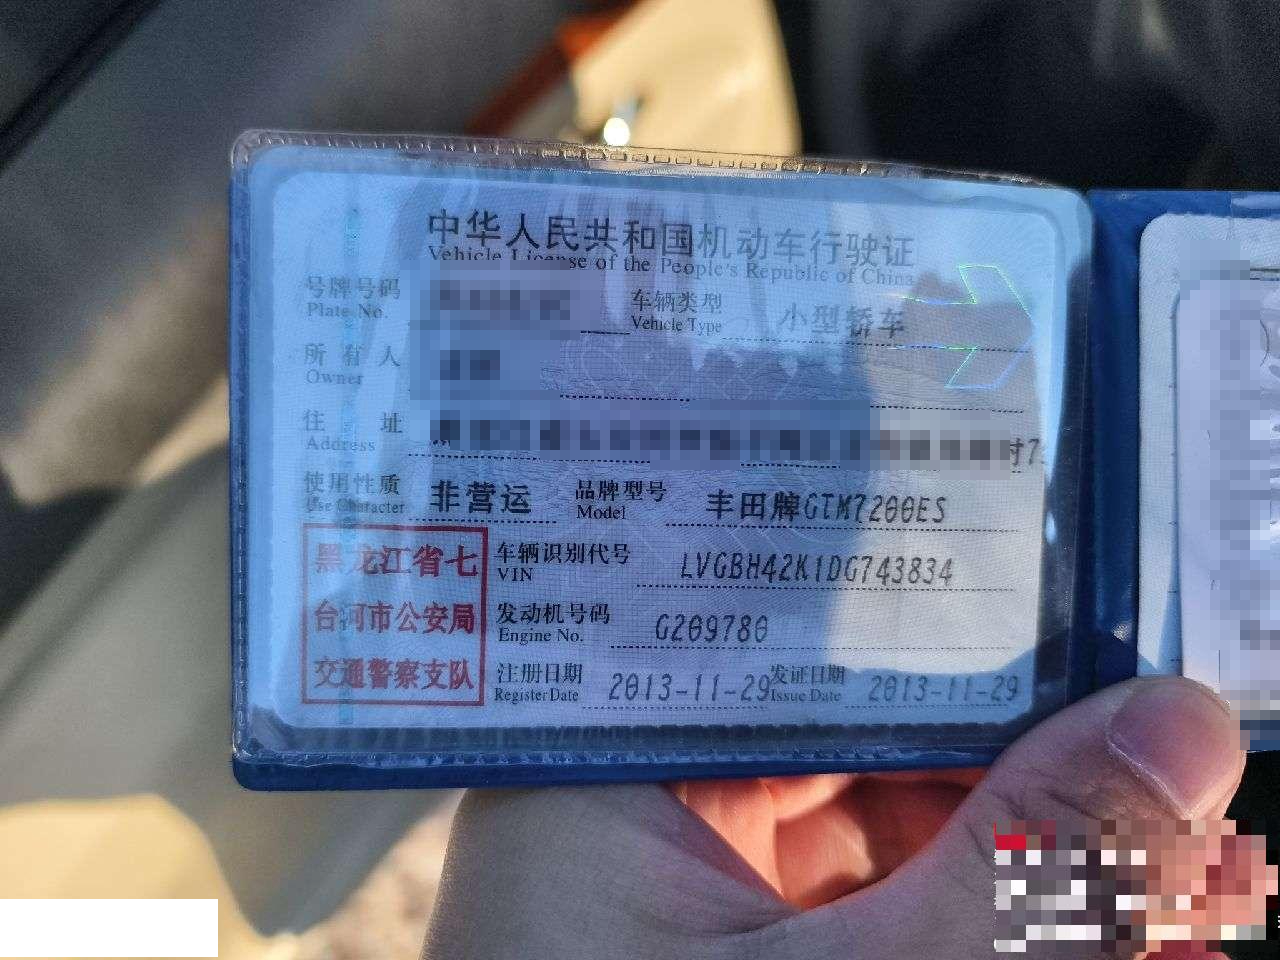 中华人民共和国机动车行驶证
Vehicle License of the People's Republic of China
号牌号码
Plate No.
车辆类型 小型轿车
Vehicle Type
所有人
Owner
住址
Address
使用性质 非营运
Use Character
品牌型号 丰田牌GTM7200ES
Model
黑龙江省七
台河市公安局
交通警察支队
车辆识别代号 LVGBH42K1DG743834
VIN
发动机号码 G209780
Engine No.
注册日期 2013-11-29
Register Date
发证日期 2013-11-29
Issue Date